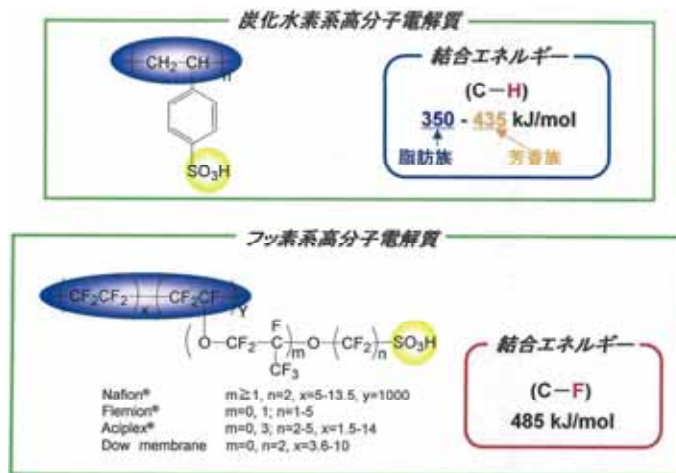 炭化水素系高分子電解質
CH2-CH
n
SO3H
結合エネルギー
(C-H)
350 - 435 kJ/mol
脂肪族
芳香族
フッ素系高分子電解質
(CF2CF2)x(CF2CF)Y
(O-CF2-CF)m-O-(CF2)n-SO3H
CF3
Nafion® m≧1, n=2, x=5-13.5, y=1000
Flemion® m=0, 1; n=1-5
Aciplex® m=0, 3; n=2-5, x=1.5-14
Dow membrane m=0, n=2, x=3.6-10
結合エネルギー
(C-F)
485 kJ/mol